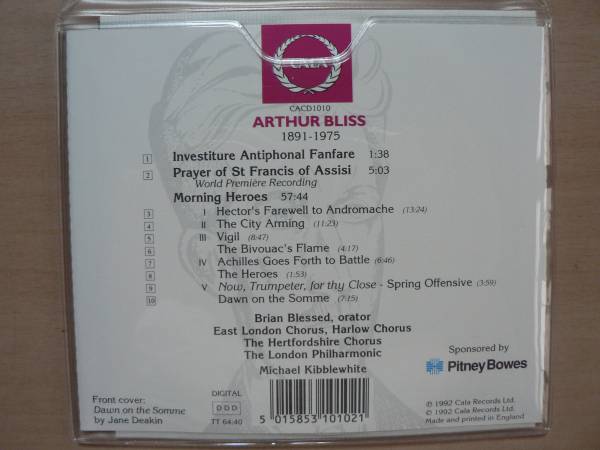 CALA
CACD1010
ARTHUR BLISS
1891-1975
1 Investiture Antiphonal Fanfare 1:38
2 Prayer of St Francis of Assisi 5:03
World Première Recording
Morning Heroes 57:44
3 I Hector's Farewell to Andromache (13:24)
4 II The City Arming (11:23)
5 III Vigil (8:47)
6 The Bivouac's Flame (4:17)
7 IV Achilles Goes Forth to Battle (6:46)
8 The Heroes (1:53)
9 V Now, Trumpeter, for thy Close - Spring Offensive (3:59)
10 Dawn on the Somme (7:15)
Brian Blessed, orator
East London Chorus, Harlow Chorus
The Hertfordshire Chorus
The London Philharmonic
Michael Kibblewhite
Sponsored by
Pitney Bowes
Front cover:
Dawn on the Somme
by Jane Deakin
DIGITAL
DDD
TT 64:40
5 015853 101021
℗ 1992 Cala Records Ltd.
© 1992 Cala Records Ltd.
Made and printed in England